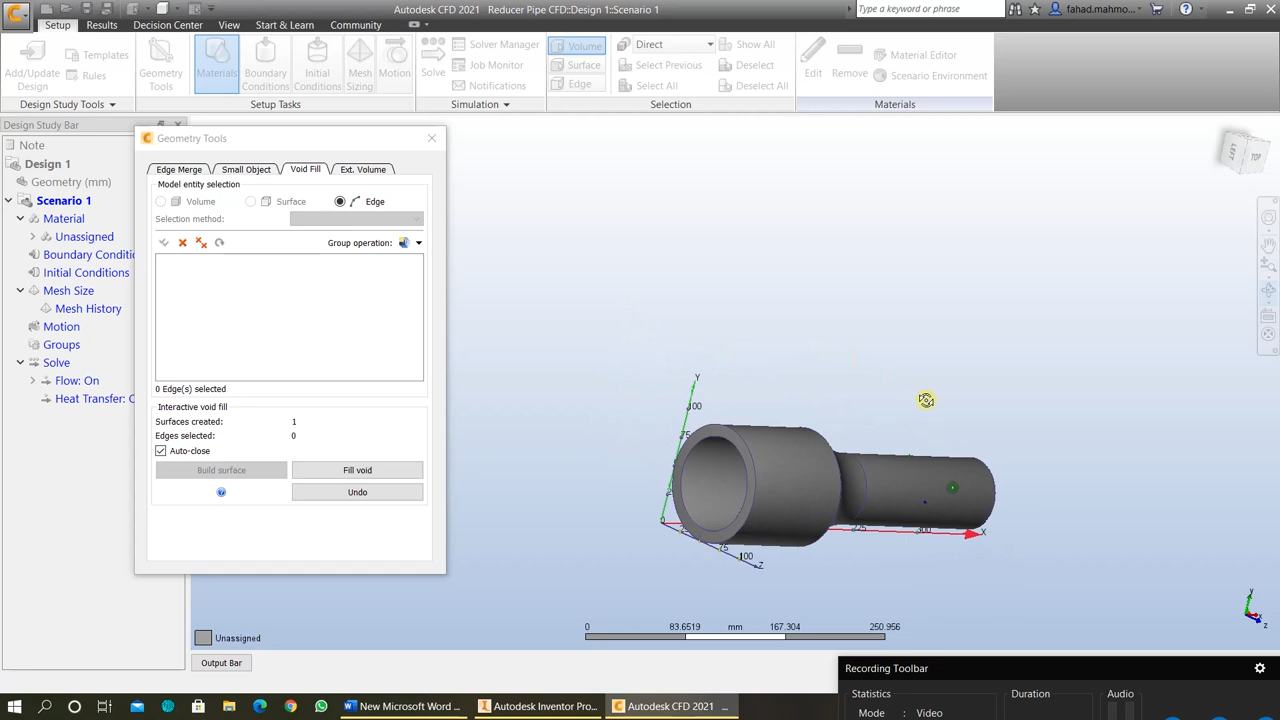 Autodesk CFD 2021  Reducer Pipe CFD::Design 1::Scenario 1
Type a keyword or phrase
fahad.mahmo...
Setup
Results
Decision Center
View
Start & Learn
Community
Add/Update
Design
Templates
Rules
Design Study Tools
Geometry
Tools
Materials
Boundary
Conditions
Initial
Conditions
Mesh
Sizing
Motion
Setup Tasks
Solve
Solver Manager
Job Monitor
Notifications
Simulation
Volume
Surface
Edge
Direct
Select Previous
Select All
Show All
Deselect
Deselect All
Selection
Edit
Remove
Material Editor
Scenario Environment
Materials
Design Study Bar
Note
Design 1
Geometry (mm)
Scenario 1
Material
Unassigned
Boundary Conditio
Initial Conditions
Mesh Size
Mesh History
Motion
Groups
Solve
Flow: On
Heat Transfer: O
Geometry Tools
Edge Merge
Small Object
Void Fill
Ext. Volume
Model entity selection
Volume
Surface
Edge
Selection method:
Group operation:
0 Edge(s) selected
Interactive void fill
Surfaces created: 1
Edges selected: 0
Auto-close
Build surface
Fill void
Undo
LEFT
TOP
Y
100
75
0
75
100
Z
225
300
X
Y
X
Z
0 83.6519 mm 167.304 250.956
Unassigned
Output Bar
Recording Toolbar
Statistics
Duration
Audio
Mode : Video
New Microsoft Word ...
Autodesk Inventor Pro...
Autodesk CFD 2021 ...